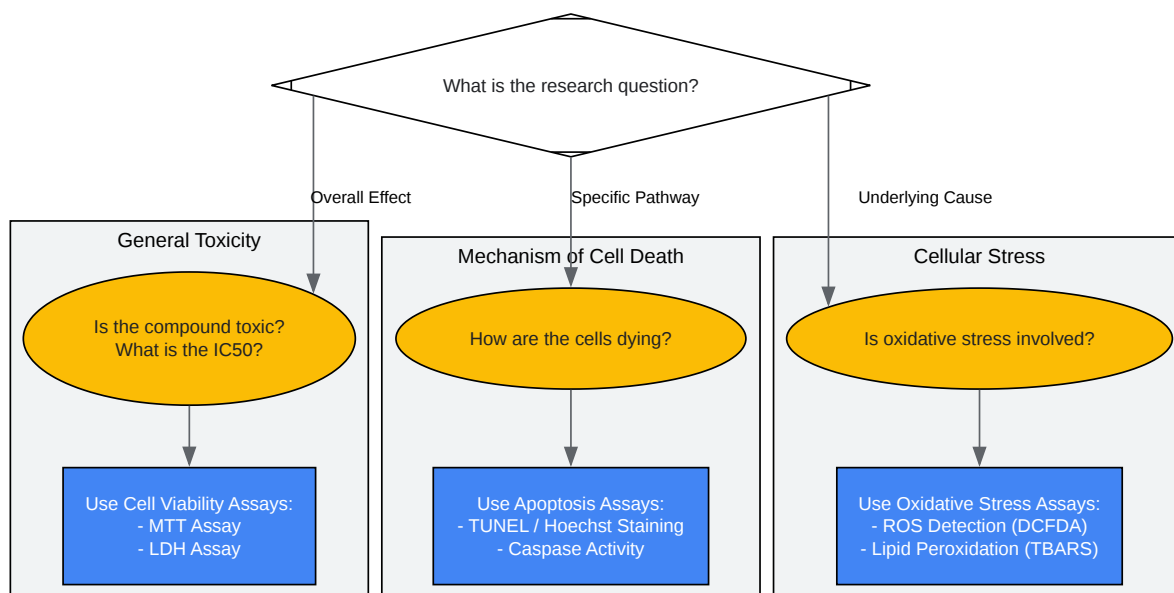 What is the research question?
Overall Effect
Specific Pathway
Underlying Cause
General Toxicity
Is the compound toxic?
What is the IC50?
Use Cell Viability Assays:
- MTT Assay
- LDH Assay
Mechanism of Cell Death
How are the cells dying?
Use Apoptosis Assays:
- TUNEL / Hoechst Staining
- Caspase Activity
Cellular Stress
Is oxidative stress involved?
Use Oxidative Stress Assays:
- ROS Detection (DCFDA)
- Lipid Peroxidation (TBARS)